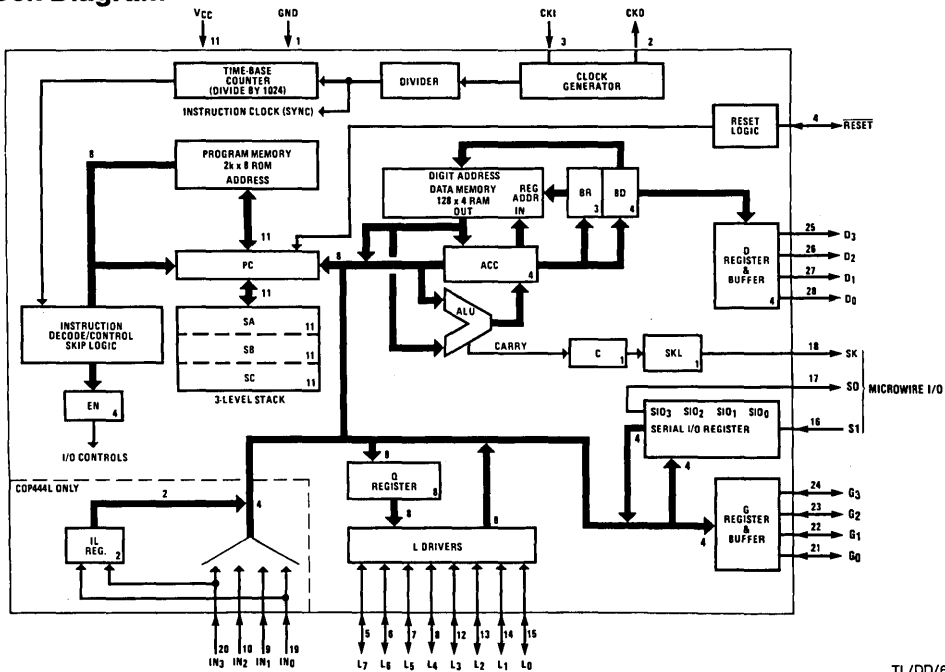 VCC
GND
CKI
CKO
11
1
3
2
TIME-BASE
COUNTER
(DIVIDE BY 1024)
DIVIDER
CLOCK
GENERATOR
INSTRUCTION CLOCK (SYNC)
RESET
LOGIC
4
RESET
8
PROGRAM MEMORY
2k x 8 ROM
ADDRESS
DIGIT ADDRESS
DATA MEMORY
128 x 4 RAM
OUT
REG
ADDR
IN
BR
3
BD
4
11
PC
8
ACC
4
D
REGISTER
&
BUFFER
4
25
D3
26
D2
27
D1
28
D0
11
INSTRUCTION
DECODE/CONTROL
SKIP LOGIC
SA
11
SB
11
SC
11
3-LEVEL STACK
ALU
CARRY
C
1
SKL
1
18
SK
17
SO
MICROWIRE I/O
16
S1
EN
4
I/O CONTROLS
SIO3 SIO2 SIO1 SIO0
SERIAL I/O REGISTER
4
4
COP444L ONLY
2
4
IL
REG.
2
8
Q
REGISTER
8
8
8
L DRIVERS
4
G
REGISTER
&
BUFFER
24
G3
23
G2
22
G1
21
G0
20
10
9
19
IN3
IN2
IN1
IN0
5
6
7
8
12
13
14
15
L7
L6
L5
L4
L3
L2
L1
L0